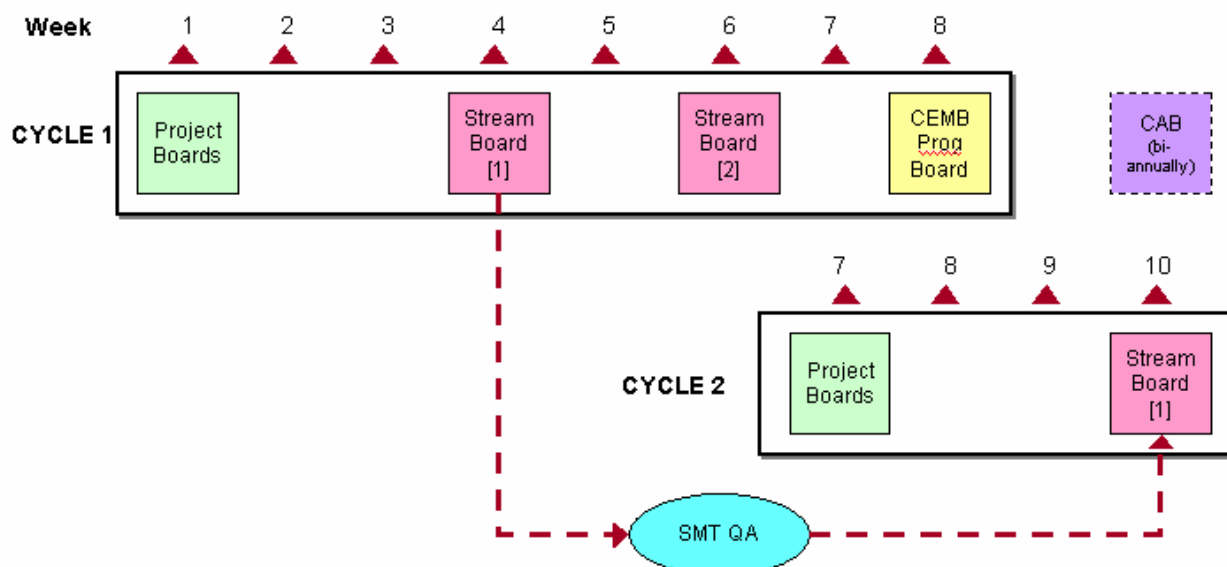 Week 1 2 3 4 5 6 7 8
CYCLE 1
Project
Boards
Stream
Board
[1]
Stream
Board
[2]
CEMB
Prog
Board
CAB
(bi-
annually)
7 8 9 10
CYCLE 2
Project
Boards
Stream
Board
[1]
SMT QA